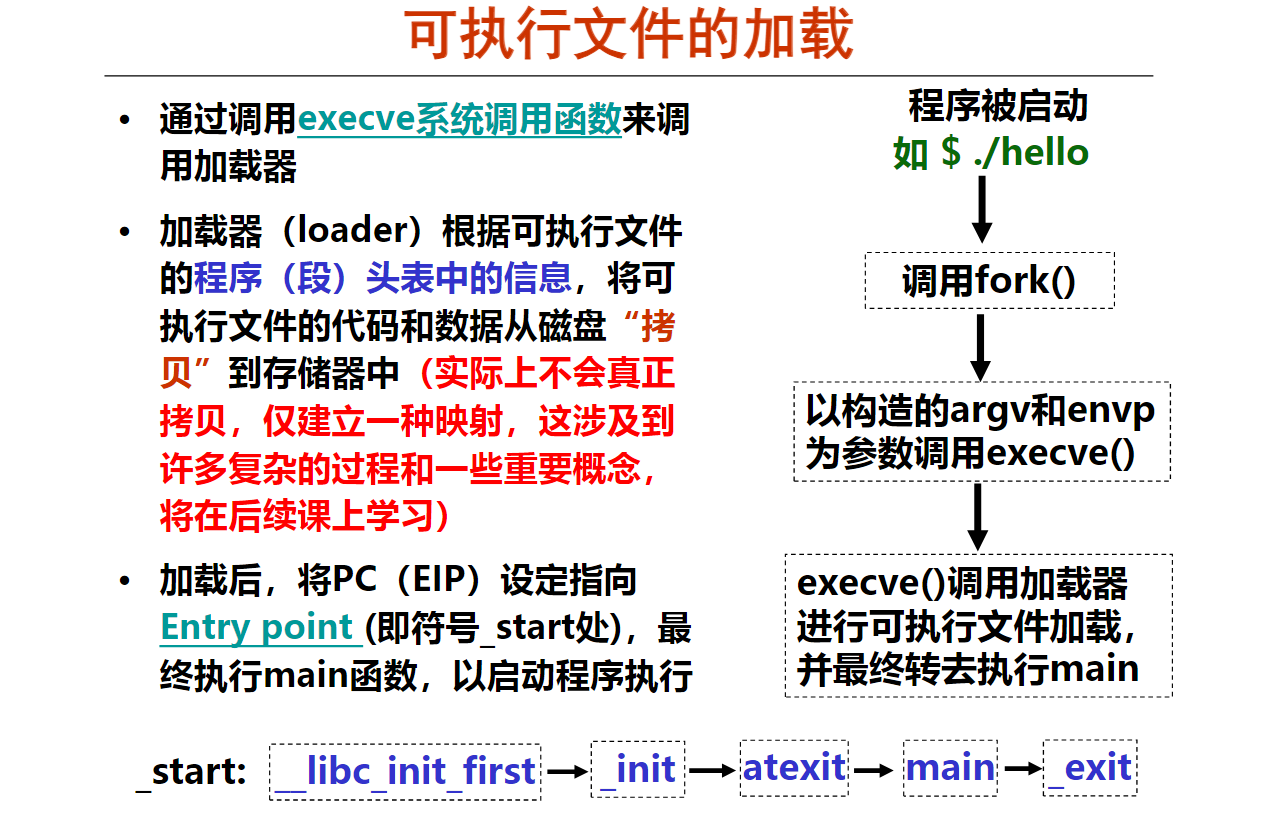 可执行文件的加载
• 通过调用execve系统调用函数来调
用加载器
• 加载器（loader）根据可执行文件
的程序（段）头表中的信息，将可
执行文件的代码和数据从磁盘“拷
贝”到存储器中（实际上不会真正
拷贝，仅建立一种映射，这涉及到
许多复杂的过程和一些重要概念，
将在后续课上学习）
• 加载后，将PC（EIP）设定指向
Entry point (即符号_start处)，最
终执行main函数，以启动程序执行
程序被启动
如 $ ./hello
调用fork()
以构造的argv和envp
为参数调用execve()
execve()调用加载器
进行可执行文件加载，
并最终转去执行main
_start: __libc_init_first _init atexit main _exit